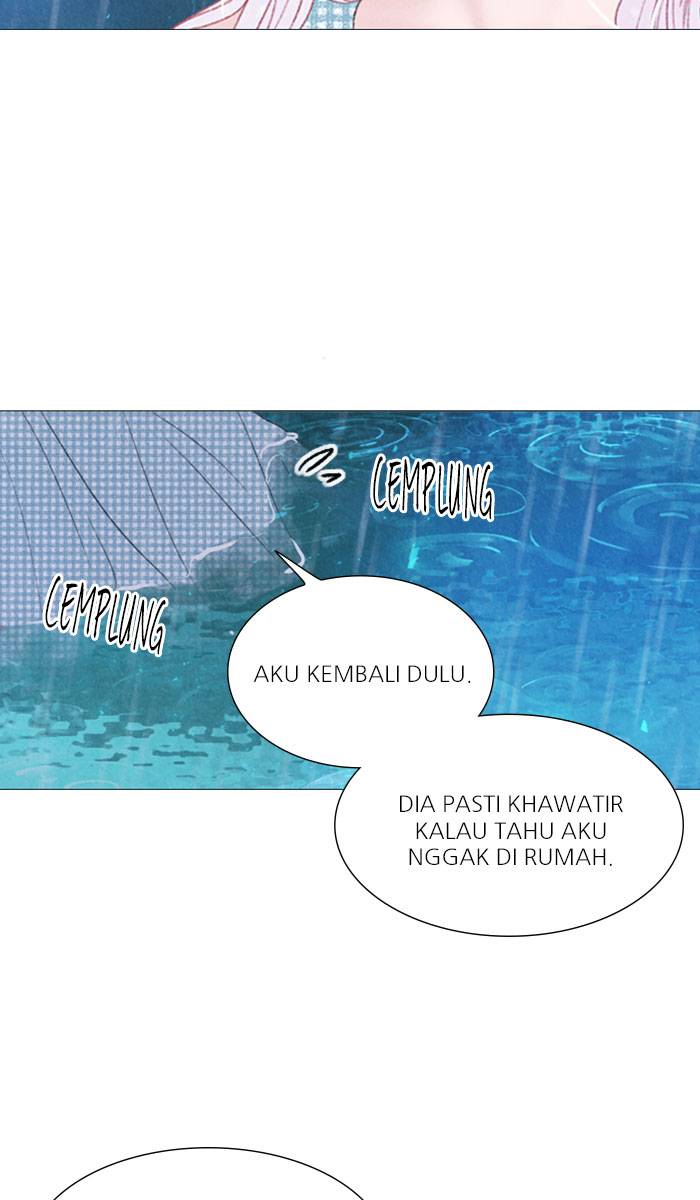 CEMPLUNG
CEMPLUNG
AKU KEMBALI DULU.
DIA PASTI KHAWATIR
KALAU TAHU AKU
NGGAK DI RUMAH.